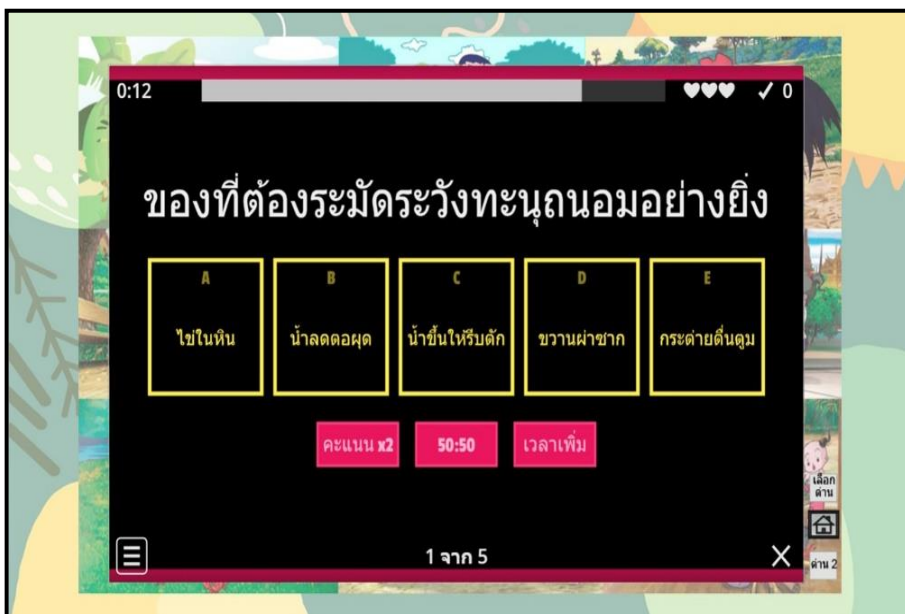 0:12 ✓ 0
ของที่ต้องระมัดระวังทะนุถนอมอย่างยิ่ง
A B C D E
ไข่ในหิน น้ำลดตอผุด น้ำขึ้นให้รีบตัก ขวานผ่าซาก กระต่ายตื่นตูม
คะแนน x2 50:50 เวลาเพิ่ม
เลือก
ด่าน
1 จาก 5
ด่าน 2